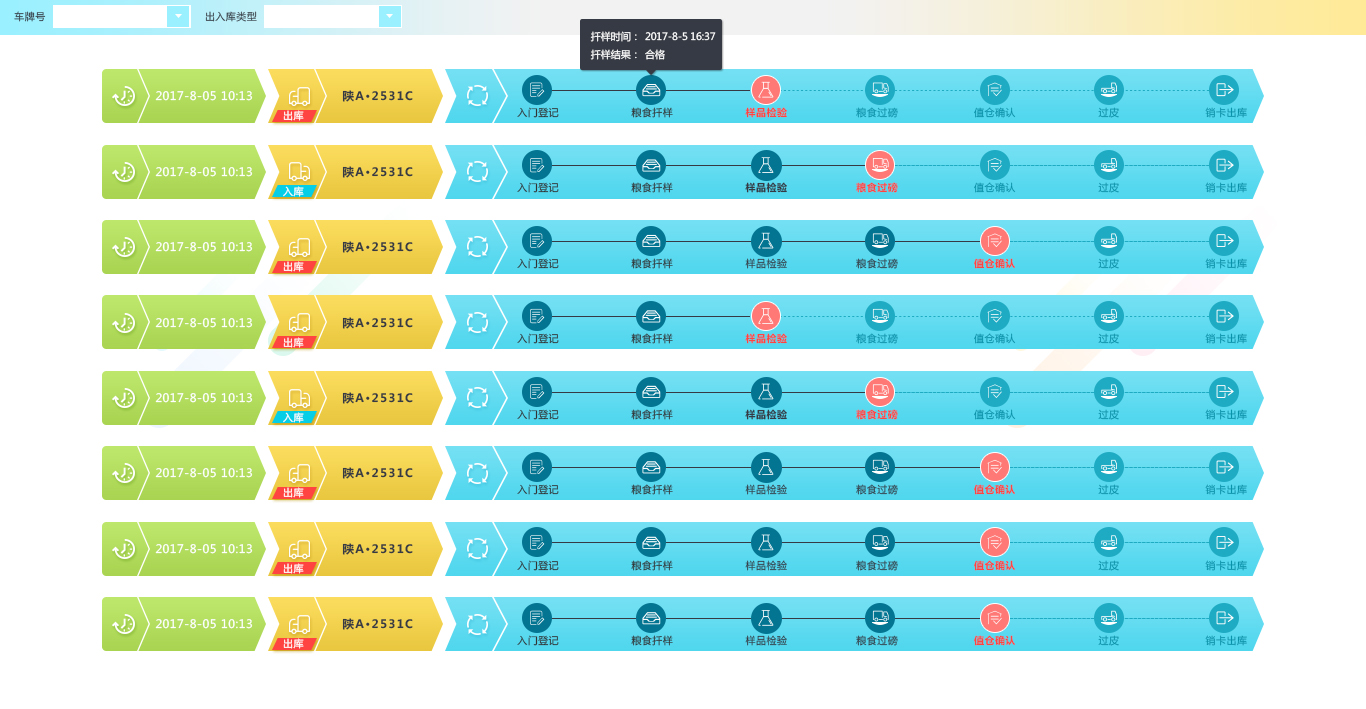 车牌号 出入库类型
扦样时间： 2017-8-5 16:37
扦样结果： 合格
2017-8-05 10:13 出库 陕A·2531C 入门登记 粮食扦样 样品检验 粮食过磅 值仓确认 过皮 销卡出库
2017-8-05 10:13 入库 陕A·2531C 入门登记 粮食扦样 样品检验 粮食过磅 值仓确认 过皮 销卡出库
2017-8-05 10:13 出库 陕A·2531C 入门登记 粮食扦样 样品检验 粮食过磅 值仓确认 过皮 销卡出库
2017-8-05 10:13 出库 陕A·2531C 入门登记 粮食扦样 样品检验 粮食过磅 值仓确认 过皮 销卡出库
2017-8-05 10:13 入库 陕A·2531C 入门登记 粮食扦样 样品检验 粮食过磅 值仓确认 过皮 销卡出库
2017-8-05 10:13 出库 陕A·2531C 入门登记 粮食扦样 样品检验 粮食过磅 值仓确认 过皮 销卡出库
2017-8-05 10:13 出库 陕A·2531C 入门登记 粮食扦样 样品检验 粮食过磅 值仓确认 过皮 销卡出库
2017-8-05 10:13 出库 陕A·2531C 入门登记 粮食扦样 样品检验 粮食过磅 值仓确认 过皮 销卡出库